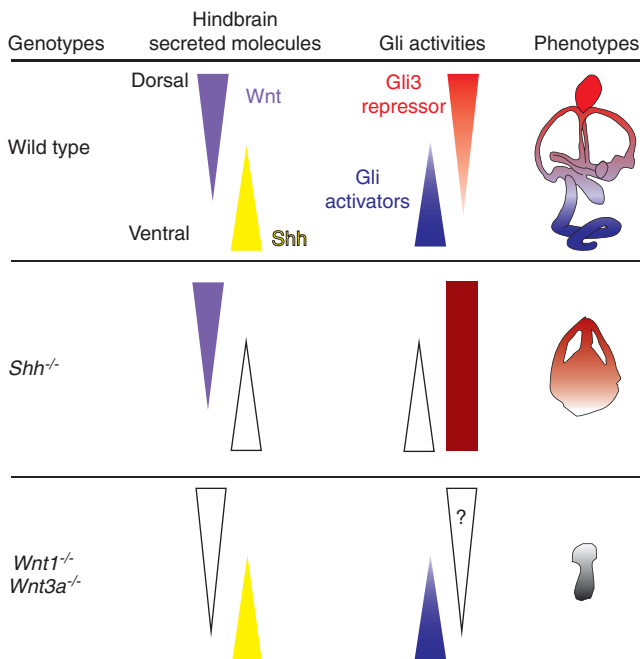 Genotypes
Hindbrain
secreted molecules
Gli activities
Phenotypes
Wild type
Dorsal
Wnt
Ventral
Shh
Gli3
repressor
Gli
activators
Shh-/-
Wnt1-/-
Wnt3a-/-
?